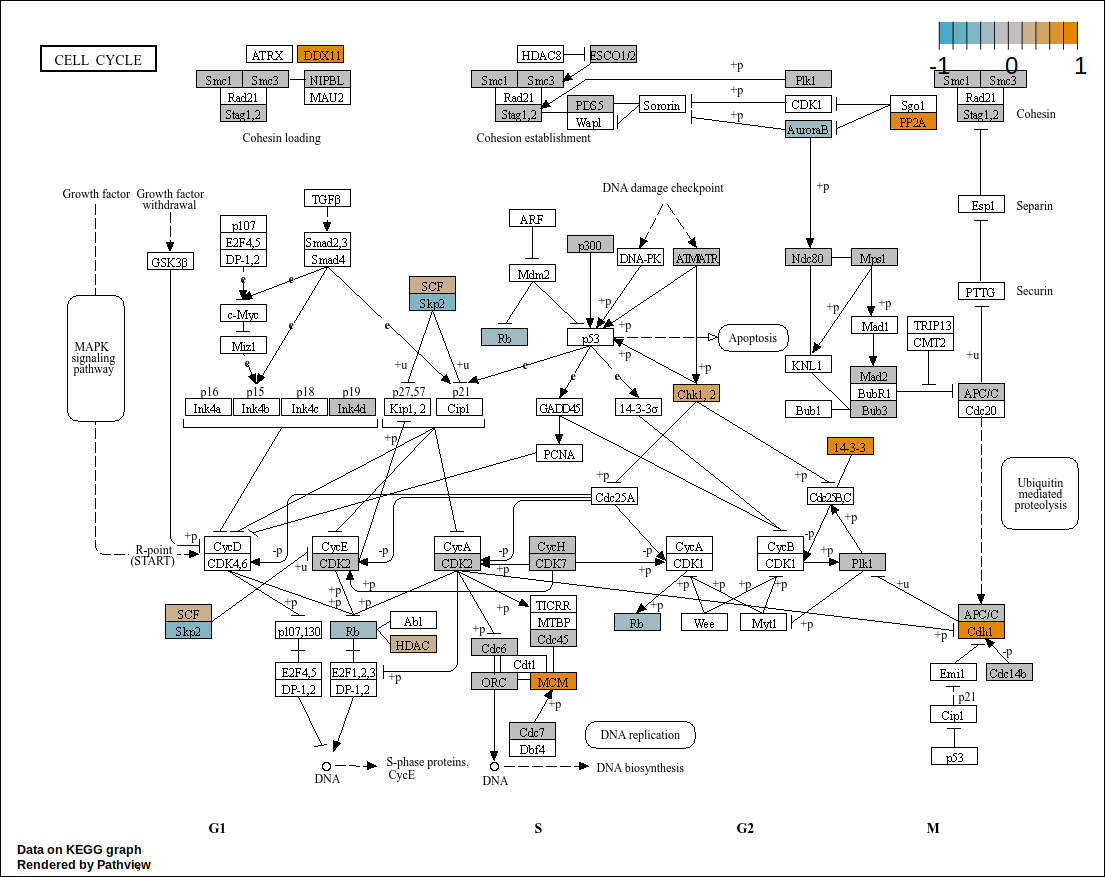 CELL CYCLE
ATRX
DDX11
Smc1
Smc3
NIPBL
Rad21
MAU2
Stag1,2
Cohesin loading
HDAC8
ESCO1/2
Smc1
Smc3
Rad21
Stag1,2
PDS5
Wapl
Sororin
Cohesion establishment
+p
+p
+p
Plk1
CDK1
AuroraB
Sgo1
PP2A
-1
0
1
Smc1
Smc3
Rad21
Stag1,2
Cohesin
Growth factor
Growth factor
withdrawal
GSK3β
TGFβ
p107
E2F4,5
DP-1,2
Smad2,3
Smad4
e
c-Myc
Miz1
e
e
e
MAPK
signaling
pathway
SCF
Skp2
ARF
Mdm2
Rb
p300
DNA damage checkpoint
DNA-PK
ATM/ATR
+p
+p
+p
+p
p53
Apoptosis
+u
+u
e
e
e
+p
Ndc80
Mps1
+p
+p
Mad1
KNL1
Mad2
BubR1
Bub3
Bub1
TRIP13
CMT2
Esp1
Separin
PTTG
Securin
+u
APC/C
Cdc20
p16
p15
p18
p19
Ink4a
Ink4b
Ink4c
Ink4d
p27,57
p21
Kip1, 2
Cip1
+p
GADD45
14-3-3σ
Chk1, 2
PCNA
14-3-3
+p
+p
Cdc25A
Cdc25B,C
+p
-p
Ubiquitin
mediated
proteolysis
R-point
(START)
+p
CycD
CDK4,6
-p
+u
CycE
CDK2
-p
CycA
CDK2
-p
+p
CycH
CDK7
-p
+p
CycA
CDK1
CycB
CDK1
+p
Plk1
+u
SCF
Skp2
+p
+p
+p
+p
p107,130
Rb
Abl
HDAC
E2F4,5
DP-1,2
E2F1,2,3
DP-1,2
+p
+p
+p
TICRR
MTBP
Cdc45
Cdc6
Cdt1
ORC
MCM
+p
Cdc7
Dbf4
+p
+p
+p
+p
Rb
Wee
Myt1
+p
+p
APC/C
Cdh1
-p
Emi1
Cdc14b
p21
Cip1
p53
DNA replication
DNA
S-phase proteins,
CycE
DNA
DNA biosynthesis
G1
S
G2
M
Data on KEGG graph
Rendered by Pathview